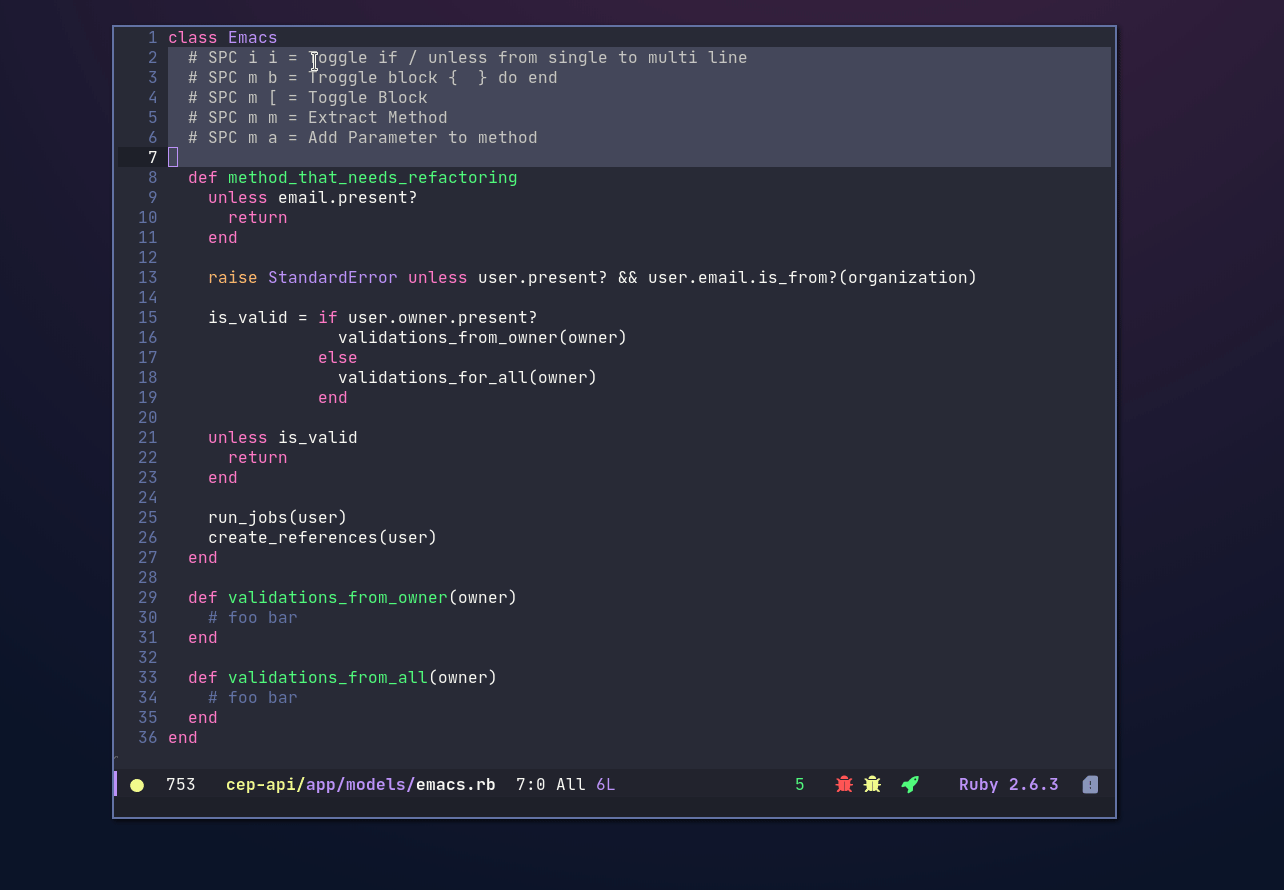 1 class Emacs
2   # SPC i i = Toggle if / unless from single to multi line
3   # SPC m b = Troggle block {  } do end
4   # SPC m [ = Toggle Block
5   # SPC m m = Extract Method
6   # SPC m a = Add Parameter to method
7
8   def method_that_needs_refactoring
9     unless email.present?
10       return
11     end
12
13     raise StandardError unless user.present? && user.email.is_from?(organization)
14
15     is_valid = if user.owner.present?
16                  validations_from_owner(owner)
17                else
18                  validations_for_all(owner)
19                end
20
21     unless is_valid
22       return
23     end
24
25     run_jobs(user)
26     create_references(user)
27   end
28
29   def validations_from_owner(owner)
30     # foo bar
31   end
32
33   def validations_from_all(owner)
34     # foo bar
35   end
36 end
753 cep-api/app/models/emacs.rb 7:0 All 6L 5 Ruby 2.6.3